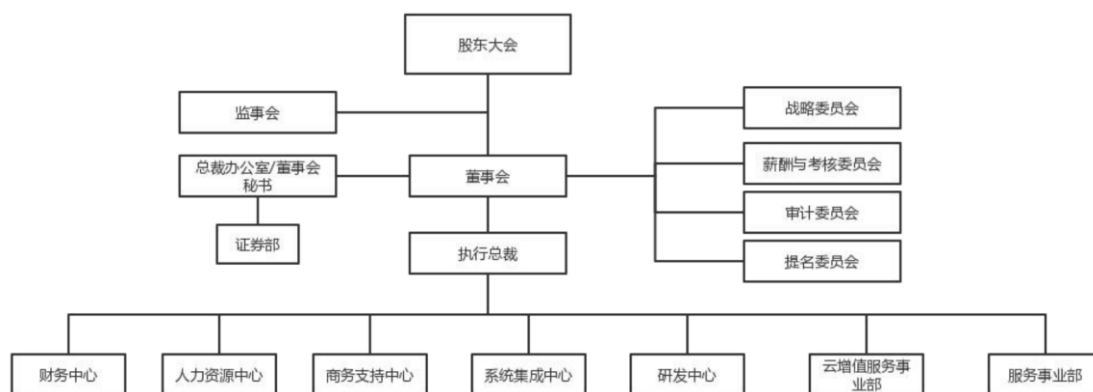 股东大会
监事会
战略委员会
总裁办公室/董事会
秘书
董事会
薪酬与考核委员会
证券部
执行总裁
审计委员会
提名委员会
财务中心
人力资源中心
商务支持中心
系统集成中心
研发中心
云增值服务事
业部
服务事业部